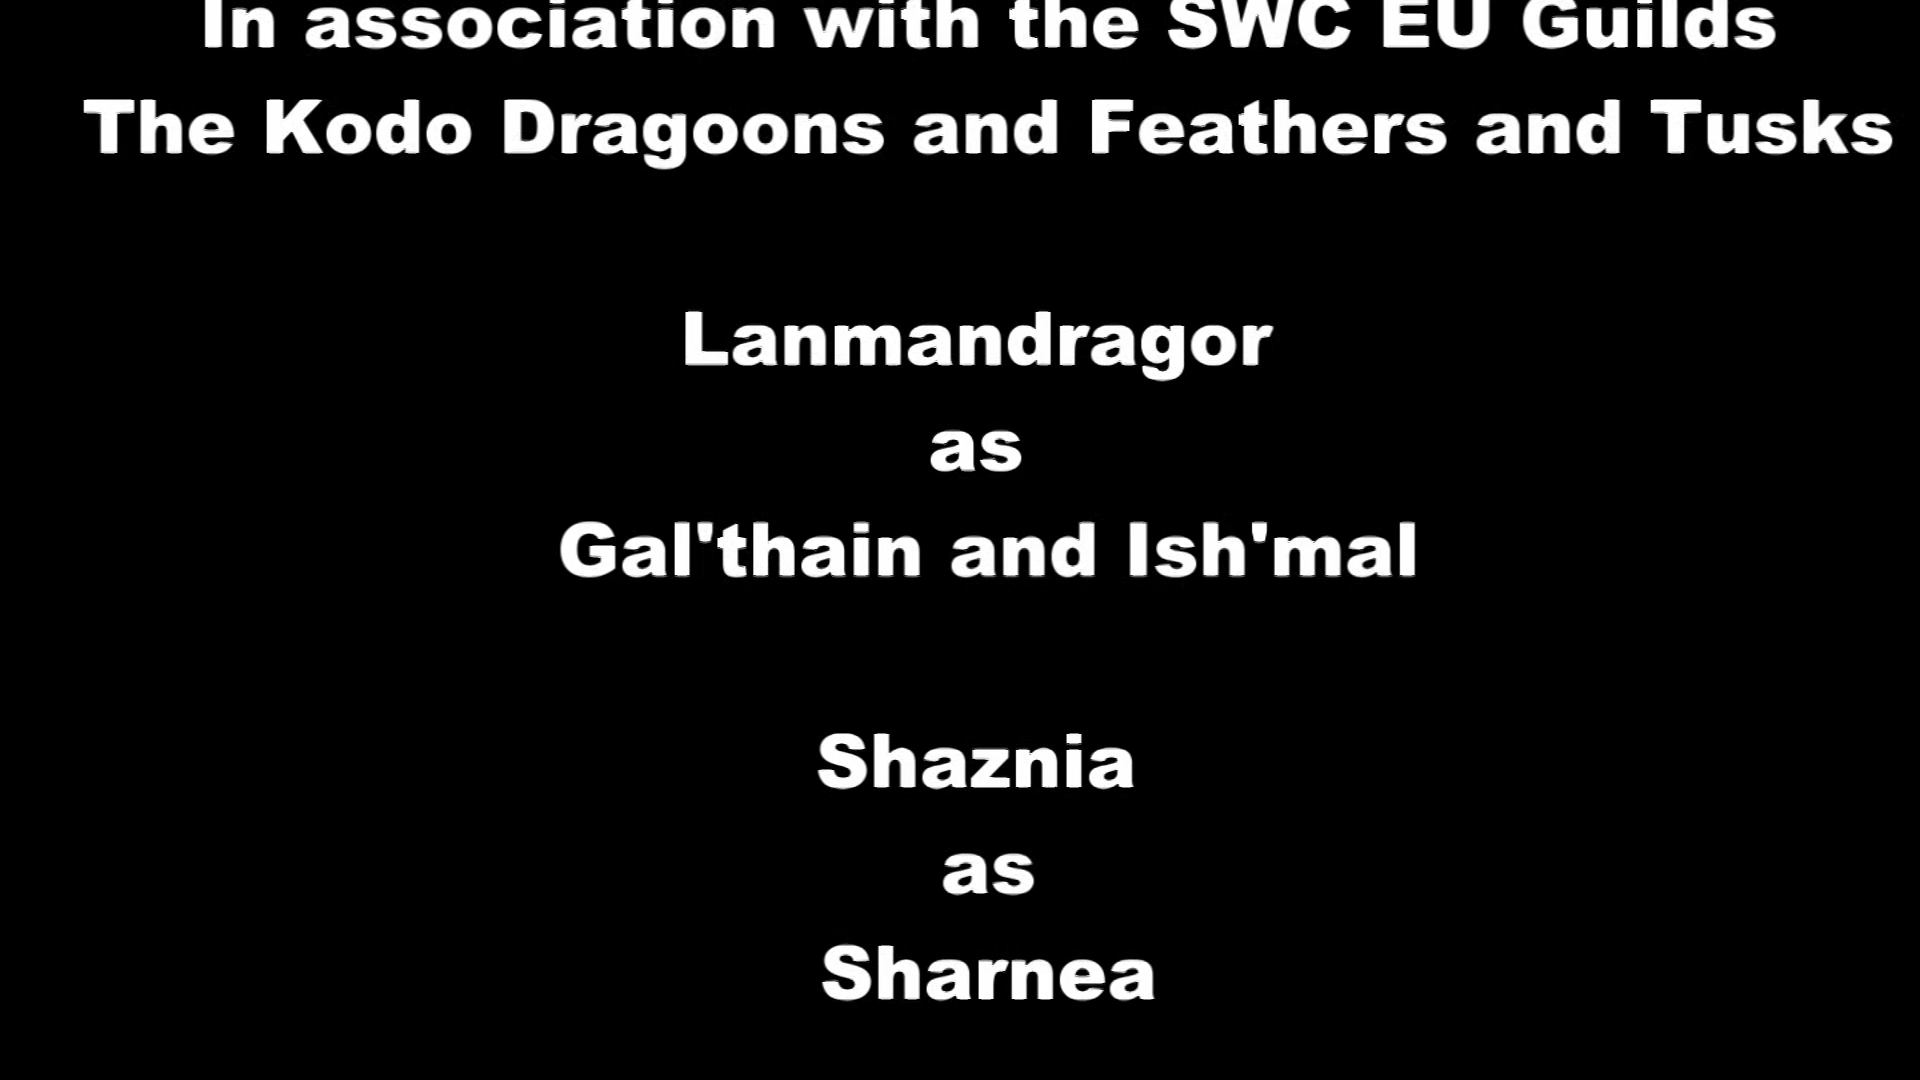 In association with the SWC EU Guilds
The Kodo Dragoons and Feathers and Tusks
Lanmandragor
as
Gal'thain and Ish'mal
Shaznia
as
Sharnea